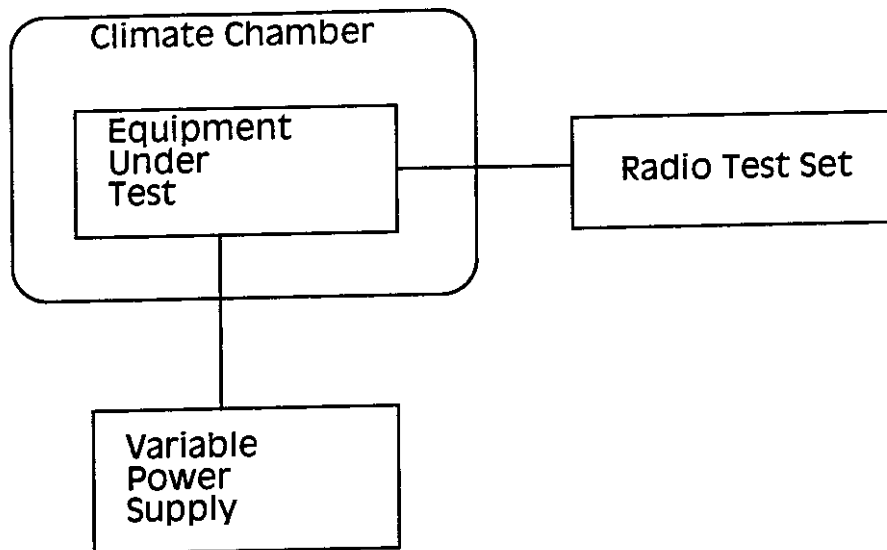 Climate Chamber
Equipment
Under
Test
Radio Test Set
Variable
Power
Supply